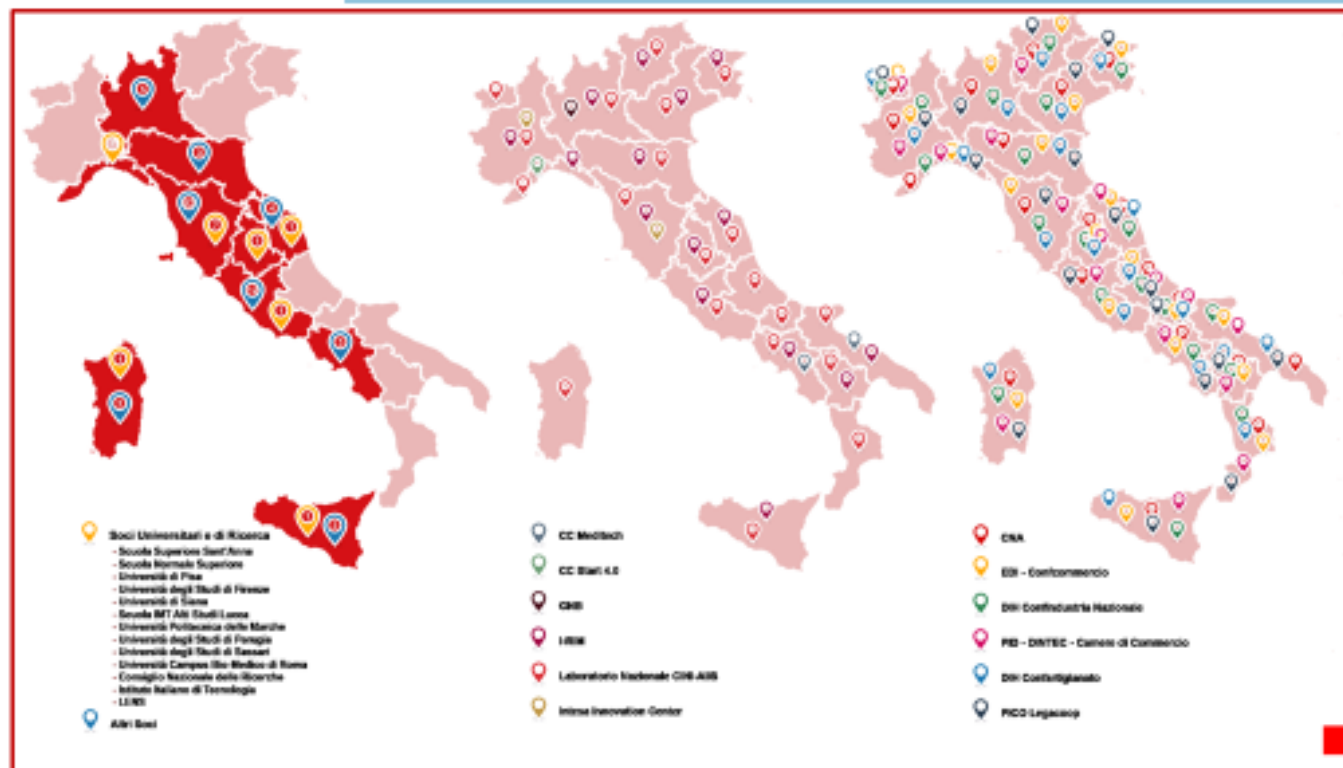 Soci Universitari e di Ricerca
- Scuola Superiore Sant'Anna
- Scuola Normale Superiore
- Università di Pisa
- Università degli Studi di Firenze
- Università di Siena
- Scuola IMT Alti Studi Lucca
- Università Politecnica delle Marche
- Università degli Studi di Perugia
- Università degli Studi di Sassari
- Università Campus Bio-Medico di Roma
- Consiglio Nazionale delle Ricerche
- Istituto Italiano di Tecnologia
- LENS
Altri Soci
CC Meditech
CC Start 4.0
I-RIM
Laboratorio Nazionale CINI-AIIS
Intesa Innovation Center
CNA
EDI - Confcommercio
DIH Confindustria Nazionale
PID - DINTEC - Camere di Commercio
DIH Confartigianato
PICO Legacoop